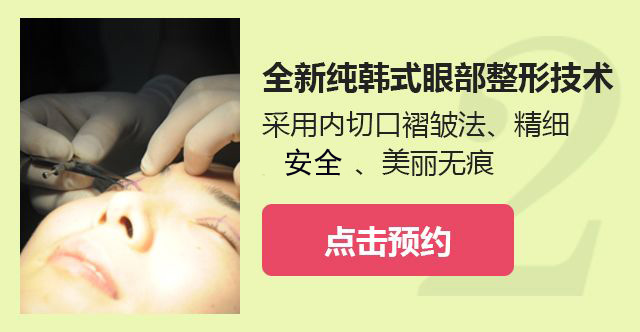 全新纯韩式眼部整形技术
采用内切口褶皱法、精细
安全 、美丽无痕
点击预约
2